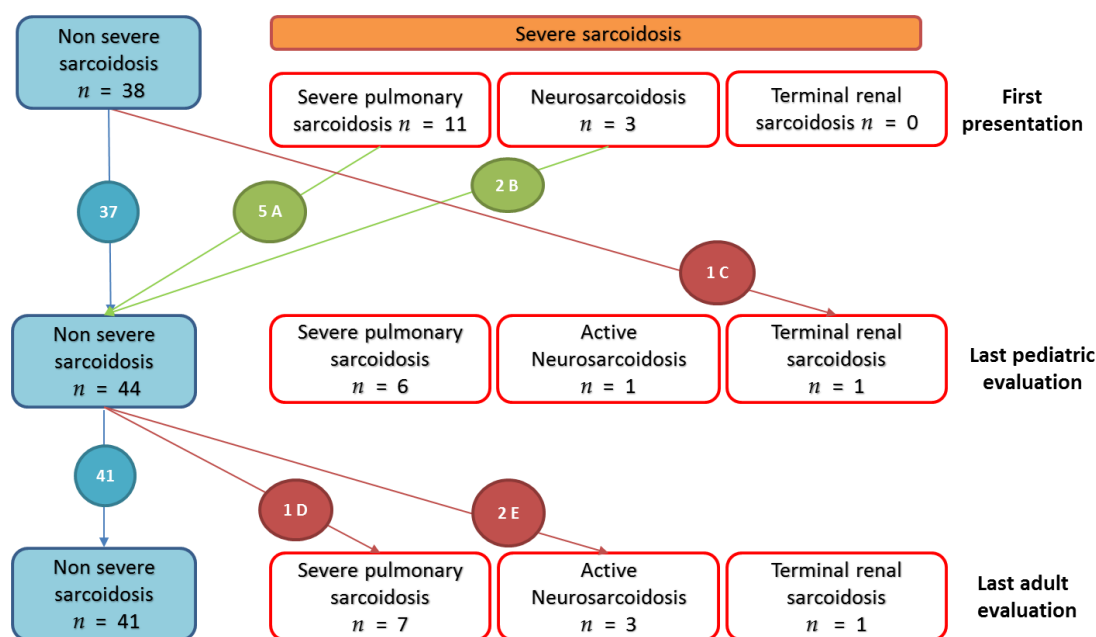 Non severe
sarcoidosis
n = 38
Severe sarcoidosis
Severe pulmonary
sarcoidosis n = 11
Neurosarcoidosis
n = 3
Terminal renal
sarcoidosis n = 0
First
presentation
37
5 A
2 B
1 C
Non severe
sarcoidosis
n = 44
Severe pulmonary
sarcoidosis
n = 6
Active
Neurosarcoidosis
n = 1
Terminal renal
sarcoidosis
n = 1
Last pediatric
evaluation
41
1 D
2 E
Non severe
sarcoidosis
n = 41
Severe pulmonary
sarcoidosis
n = 7
Active
Neurosarcoidosis
n = 3
Terminal renal
sarcoidosis
n = 1
Last adult
evaluation